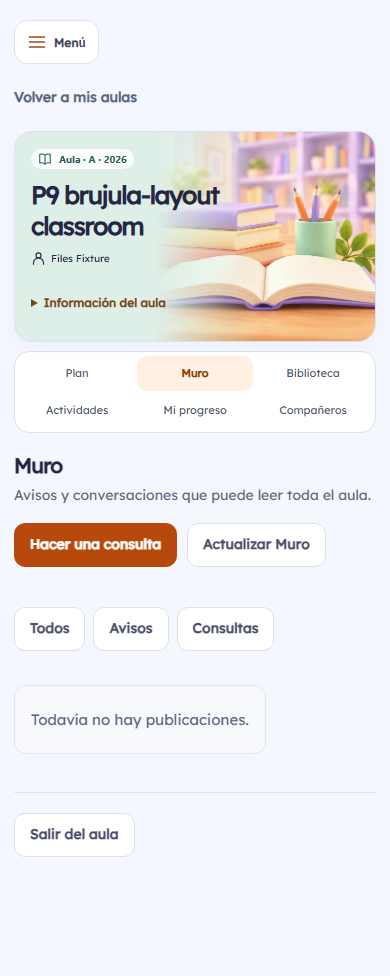 Menú
Volver a mis aulas
Aula · A · 2026
P9 brujula-layout
classroom
Files Fixture
Información del aula
Plan
Muro
Biblioteca
Actividades
Mi progreso
Compañeros
Muro
Avisos y conversaciones que puede leer toda el aula.
Hacer una consulta
Actualizar Muro
Todos
Avisos
Consultas
Todavía no hay publicaciones.
Salir del aula